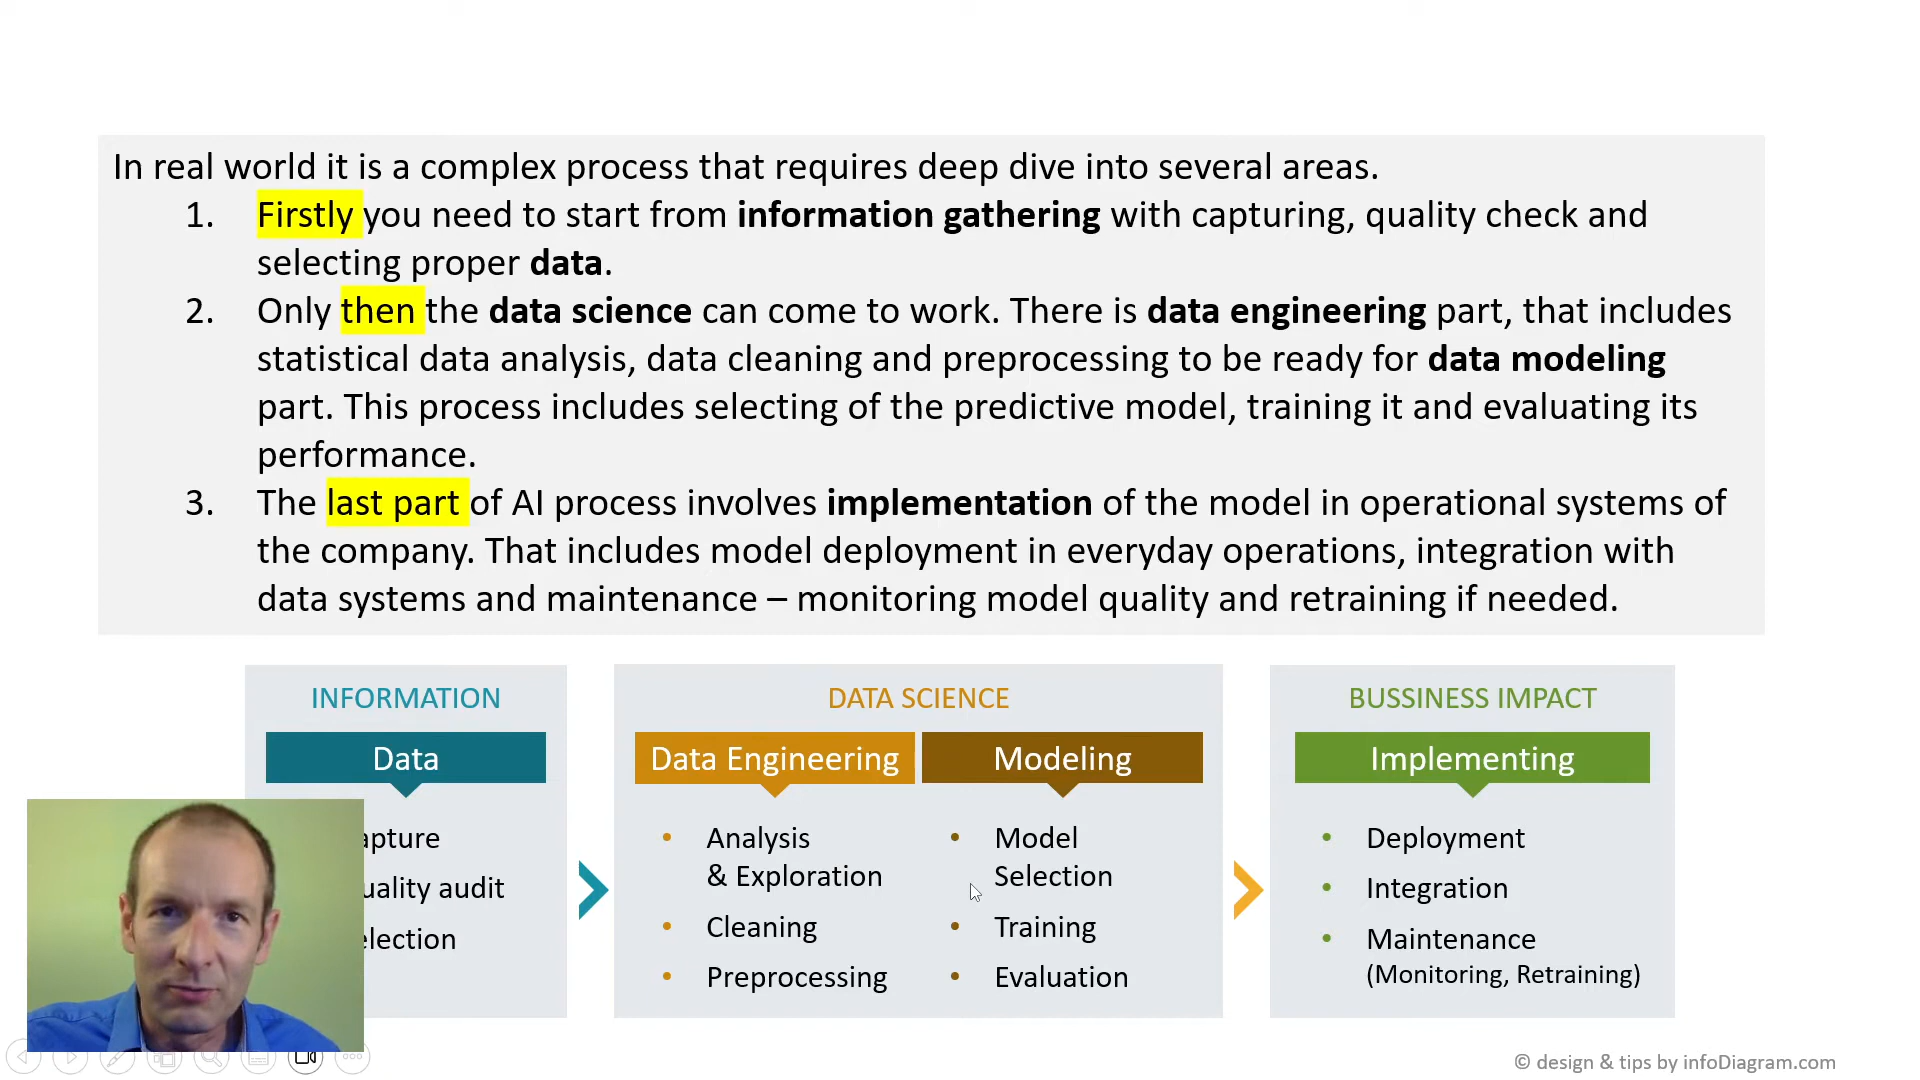 In real world it is a complex process that requires deep dive into several areas.
1. Firstly you need to start from information gathering with capturing, quality check and
selecting proper data.
2. Only then the data science can come to work. There is data engineering part, that includes
statistical data analysis, data cleaning and preprocessing to be ready for data modeling
part. This process includes selecting of the predictive model, training it and evaluating its
performance.
3. The last part of AI process involves implementation of the model in operational systems of
the company. That includes model deployment in everyday operations, integration with
data systems and maintenance – monitoring model quality and retraining if needed.
INFORMATION
Data
apture
uality audit
election
DATA SCIENCE
Data Engineering
• Analysis
& Exploration
• Cleaning
• Preprocessing
Modeling
• Model
Selection
• Training
• Evaluation
BUSSINESS IMPACT
Implementing
• Deployment
• Integration
• Maintenance
(Monitoring, Retraining)
© design & tips by infoDiagram.com